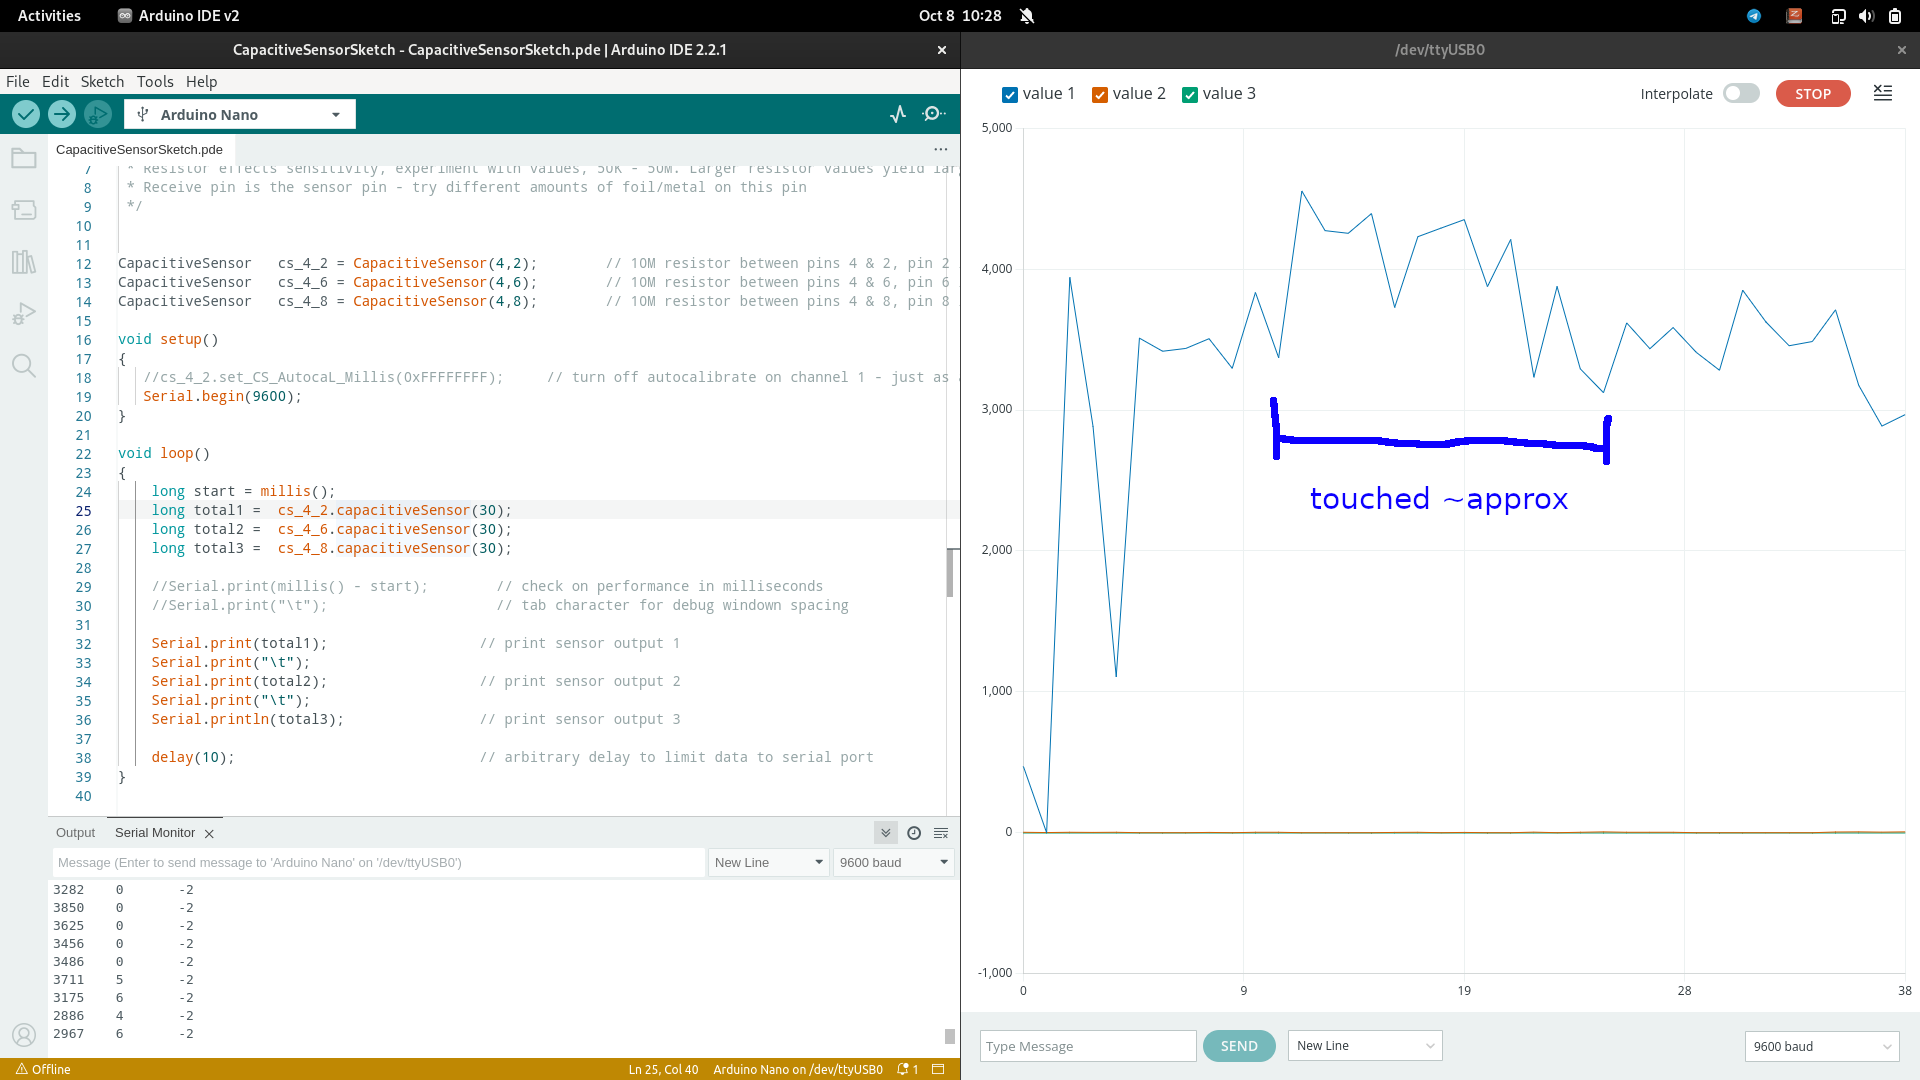 Activities
Arduino IDE v2
Oct 8 10:28
CapacitiveSensorSketch - CapacitiveSensorSketch.pde | Arduino IDE 2.2.1
File Edit Sketch Tools Help
Arduino Nano
CapacitiveSensorSketch.pde
7 * Resistor effects sensitivity, experiment with values, 50K - 50M. Larger resistor values yield lar
8 * Receive pin is the sensor pin - try different amounts of foil/metal on this pin
9 */
10
11
12 CapacitiveSensor   cs_4_2 = CapacitiveSensor(4,2);        // 10M resistor between pins 4 & 2, pin 2
13 CapacitiveSensor   cs_4_6 = CapacitiveSensor(4,6);        // 10M resistor between pins 4 & 6, pin 6
14 CapacitiveSensor   cs_4_8 = CapacitiveSensor(4,8);        // 10M resistor between pins 4 & 8, pin 8
15
16 void setup()
17 {
18    //cs_4_2.set_CS_AutocaL_Millis(0xFFFFFFFF);     // turn off autocalibrate on channel 1 - just as
19    Serial.begin(9600);
20 }
21
22 void loop()
23 {
24     long start = millis();
25     long total1 =  cs_4_2.capacitiveSensor(30);
26     long total2 =  cs_4_6.capacitiveSensor(30);
27     long total3 =  cs_4_8.capacitiveSensor(30);
28
29     //Serial.print(millis() - start);        // check on performance in milliseconds
30     //Serial.print("\t");                    // tab character for debug windown spacing
31
32     Serial.print(total1);                  // print sensor output 1
33     Serial.print("\t");
34     Serial.print(total2);                  // print sensor output 2
35     Serial.print("\t");
36     Serial.println(total3);                // print sensor output 3
37
38     delay(10);                             // arbitrary delay to limit data to serial port
39 }
40
Output Serial Monitor
Message (Enter to send message to 'Arduino Nano' on '/dev/ttyUSB0')
New Line
9600 baud
3282 0 -2
3850 0 -2
3625 0 -2
3456 0 -2
3486 0 -2
3711 5 -2
3175 6 -2
2886 4 -2
2967 6 -2
Offline
Ln 25, Col 40
Arduino Nano on /dev/ttyUSB0
1
/dev/ttyUSB0
value 1 value 2 value 3
Interpolate
STOP
5,000
4,000
3,000
2,000
1,000
0
-1,000
0 9 19 28 38
touched ~approx
Type Message
SEND
New Line
9600 baud